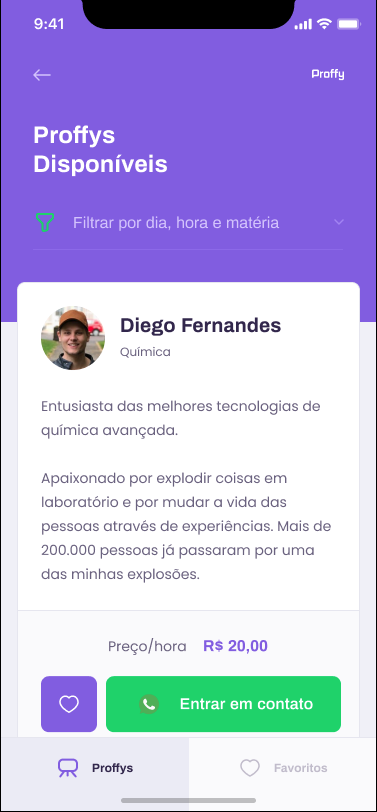 9:41
Proffy
Proffys
Disponíveis
Filtrar por dia, hora e matéria
Diego Fernandes
Química
Entusiasta das melhores tecnologias de
química avançada.
Apaixonado por explodir coisas em
laboratório e por mudar a vida das
pessoas através de experiências. Mais de
200.000 pessoas já passaram por uma
das minhas explosões.
Preço/hora R$ 20,00
Entrar em contato
Proffys Favoritos